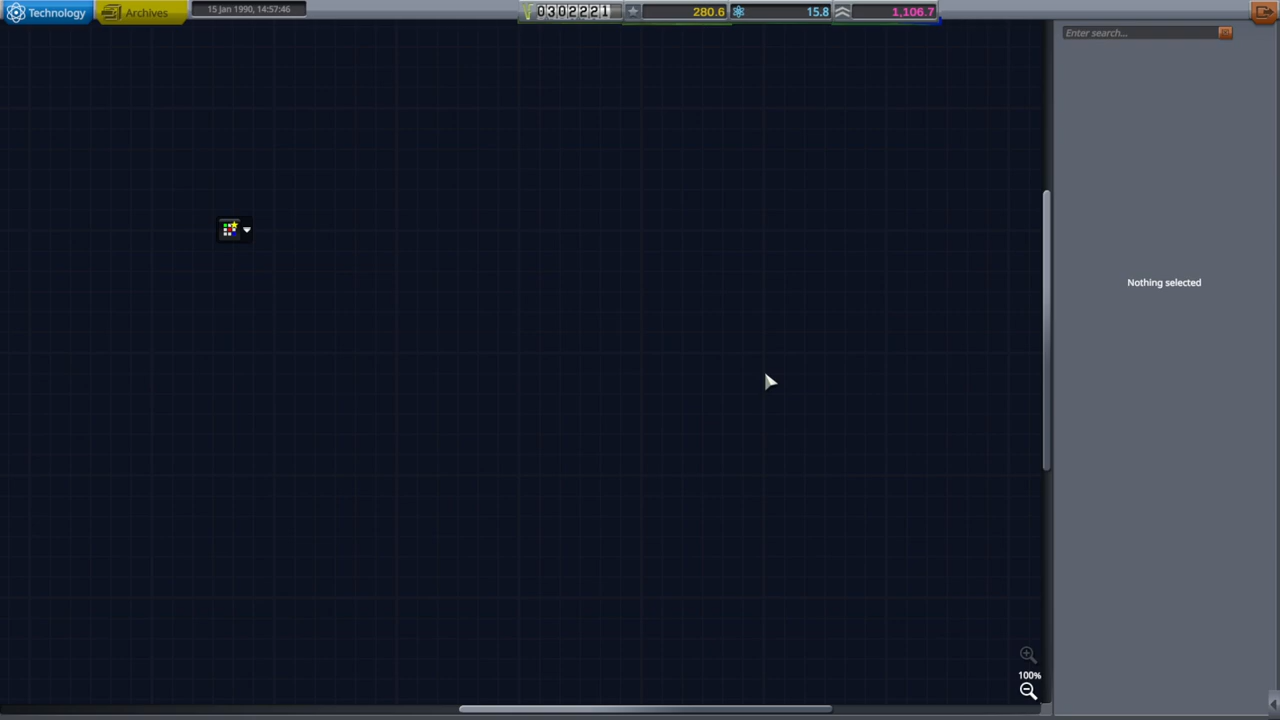 Technology
Archives
15 Jan 1990, 14:57:46
0302221
280.6
15.8
1,106.7
Enter search...
Nothing selected
100%